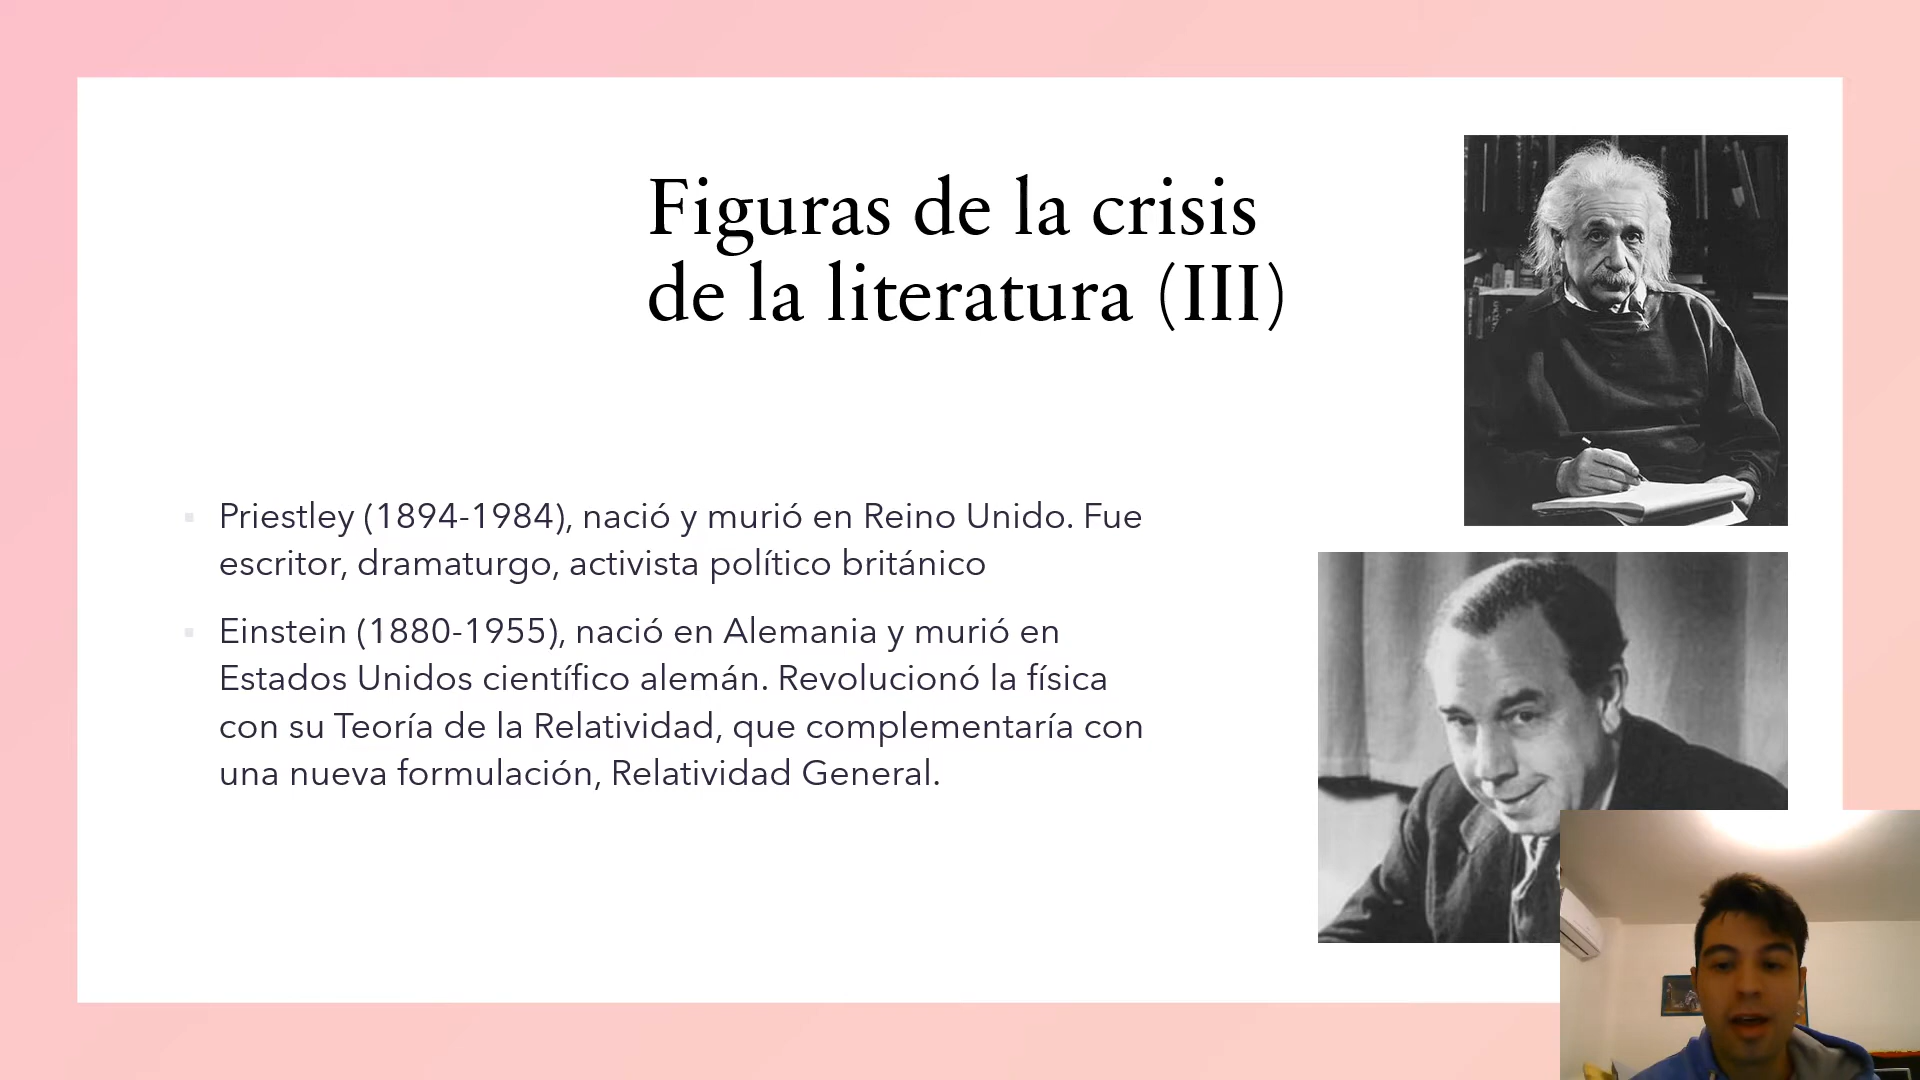 Figuras de la crisis
de la literatura (III)
Priestley (1894-1984), nació y murió en Reino Unido. Fue
escritor, dramaturgo, activista político británico
Einstein (1880-1955), nació en Alemania y murió en
Estados Unidos científico alemán. Revolucionó la física
con su Teoría de la Relatividad, que complementaría con
una nueva formulación, Relatividad General.